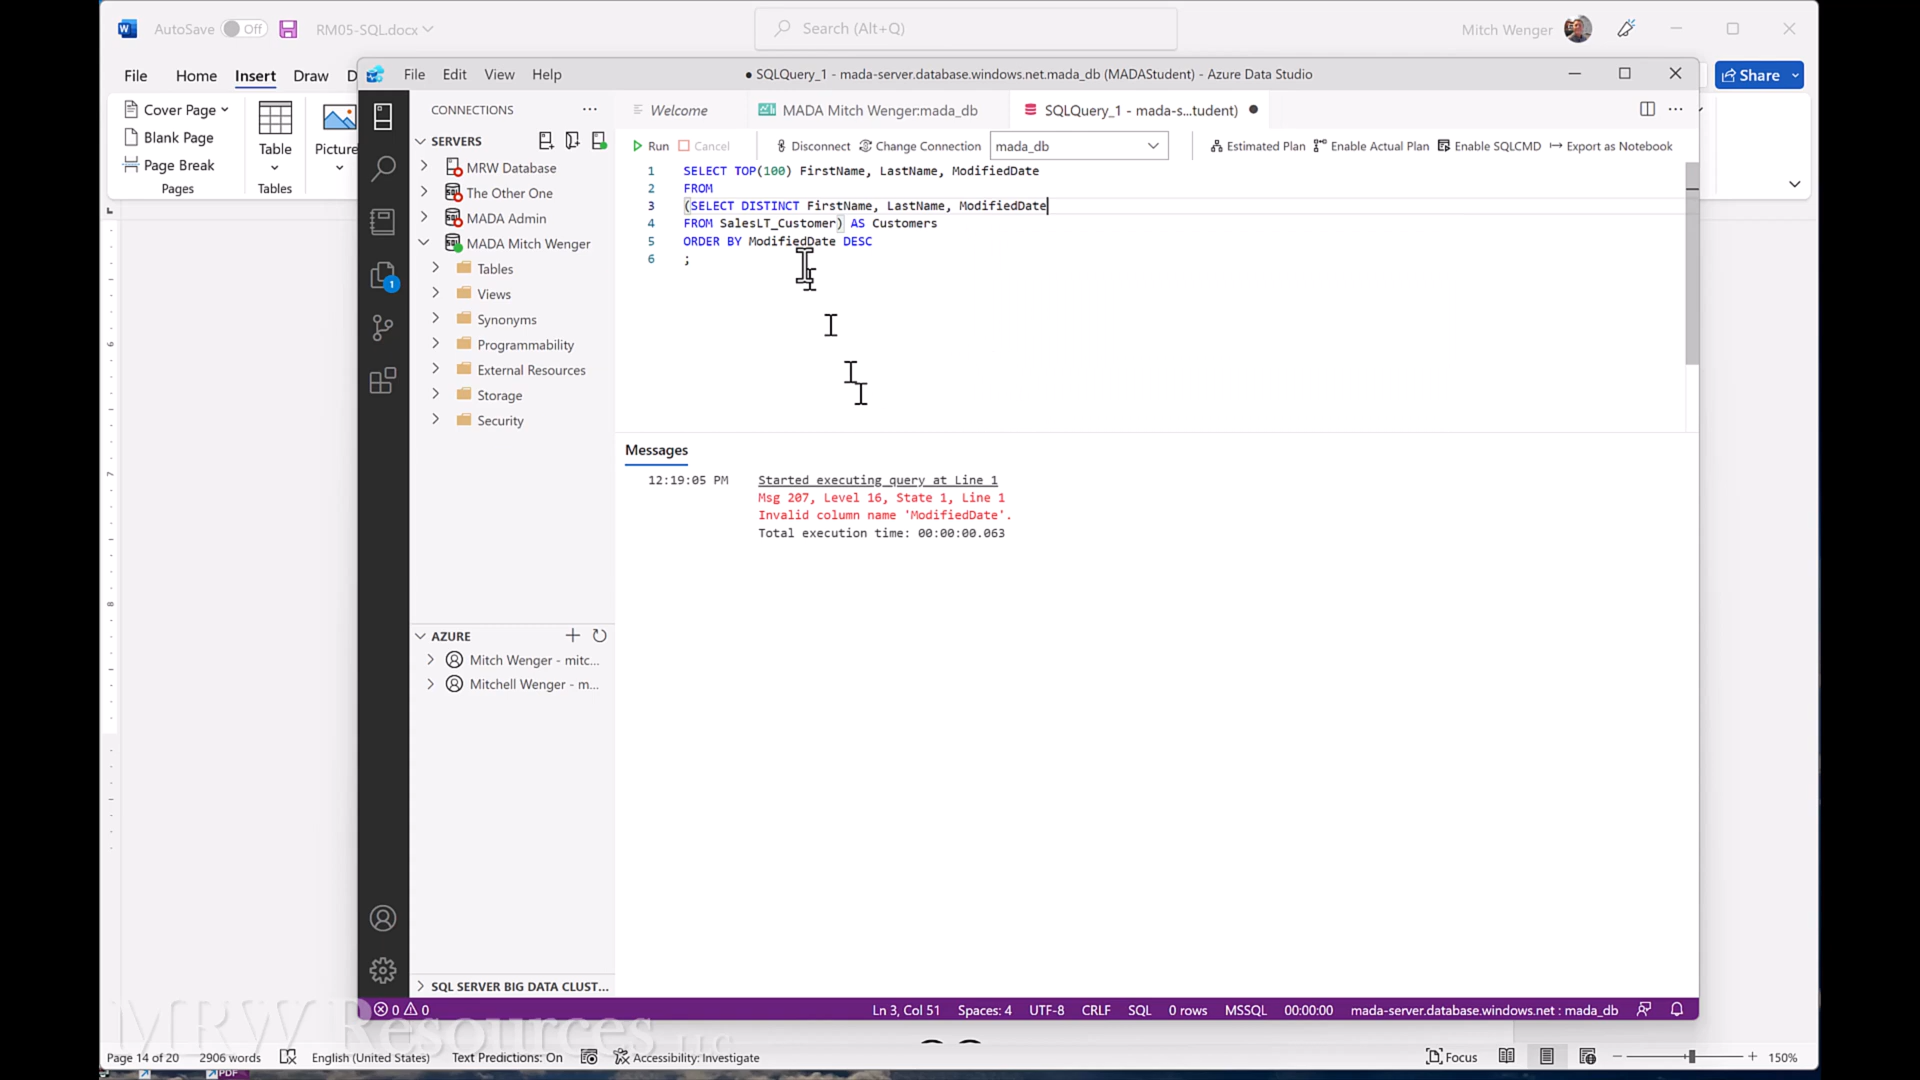 AutoSave Off RM05-SQL.docx Search (Alt+Q) Mitch Wenger
File Home Insert Draw D Share
Cover Page
Blank Page
Page Break
Pages
Table
Tables
Picture
File Edit View Help ● SQLQuery_1 - mada-server.database.windows.net.mada_db (MADAStudent) - Azure Data Studio
CONNECTIONS
Welcome MADA Mitch Wenger:mada_db SQLQuery_1 - mada-s...tudent)
SERVERS
Run Cancel Disconnect Change Connection mada_db Estimated Plan Enable Actual Plan Enable SQLCMD Export as Notebook
MRW Database
The Other One
MADA Admin
MADA Mitch Wenger
Tables
Views
Synonyms
Programmability
External Resources
Storage
Security
1
1 SELECT TOP(100) FirstName, LastName, ModifiedDate
2 FROM
3 (SELECT DISTINCT FirstName, LastName, ModifiedDate
4 FROM SalesLT_Customer) AS Customers
5 ORDER BY ModifiedDate DESC
6 ;
Messages
12:19:05 PM Started executing query at Line 1
Msg 207, Level 16, State 1, Line 1
Invalid column name 'ModifiedDate'.
Total execution time: 00:00:00.063
AZURE
Mitch Wenger - mitc...
Mitchell Wenger - m...
SQL SERVER BIG DATA CLUST...
0 0 Ln 3, Col 51 Spaces: 4 UTF-8 CRLF SQL 0 rows MSSQL 00:00:00 mada-server.database.windows.net : mada_db
MRW Resources LLC
Page 14 of 20 2906 words English (United States) Text Predictions: On Accessibility: Investigate Focus 150%
PDF